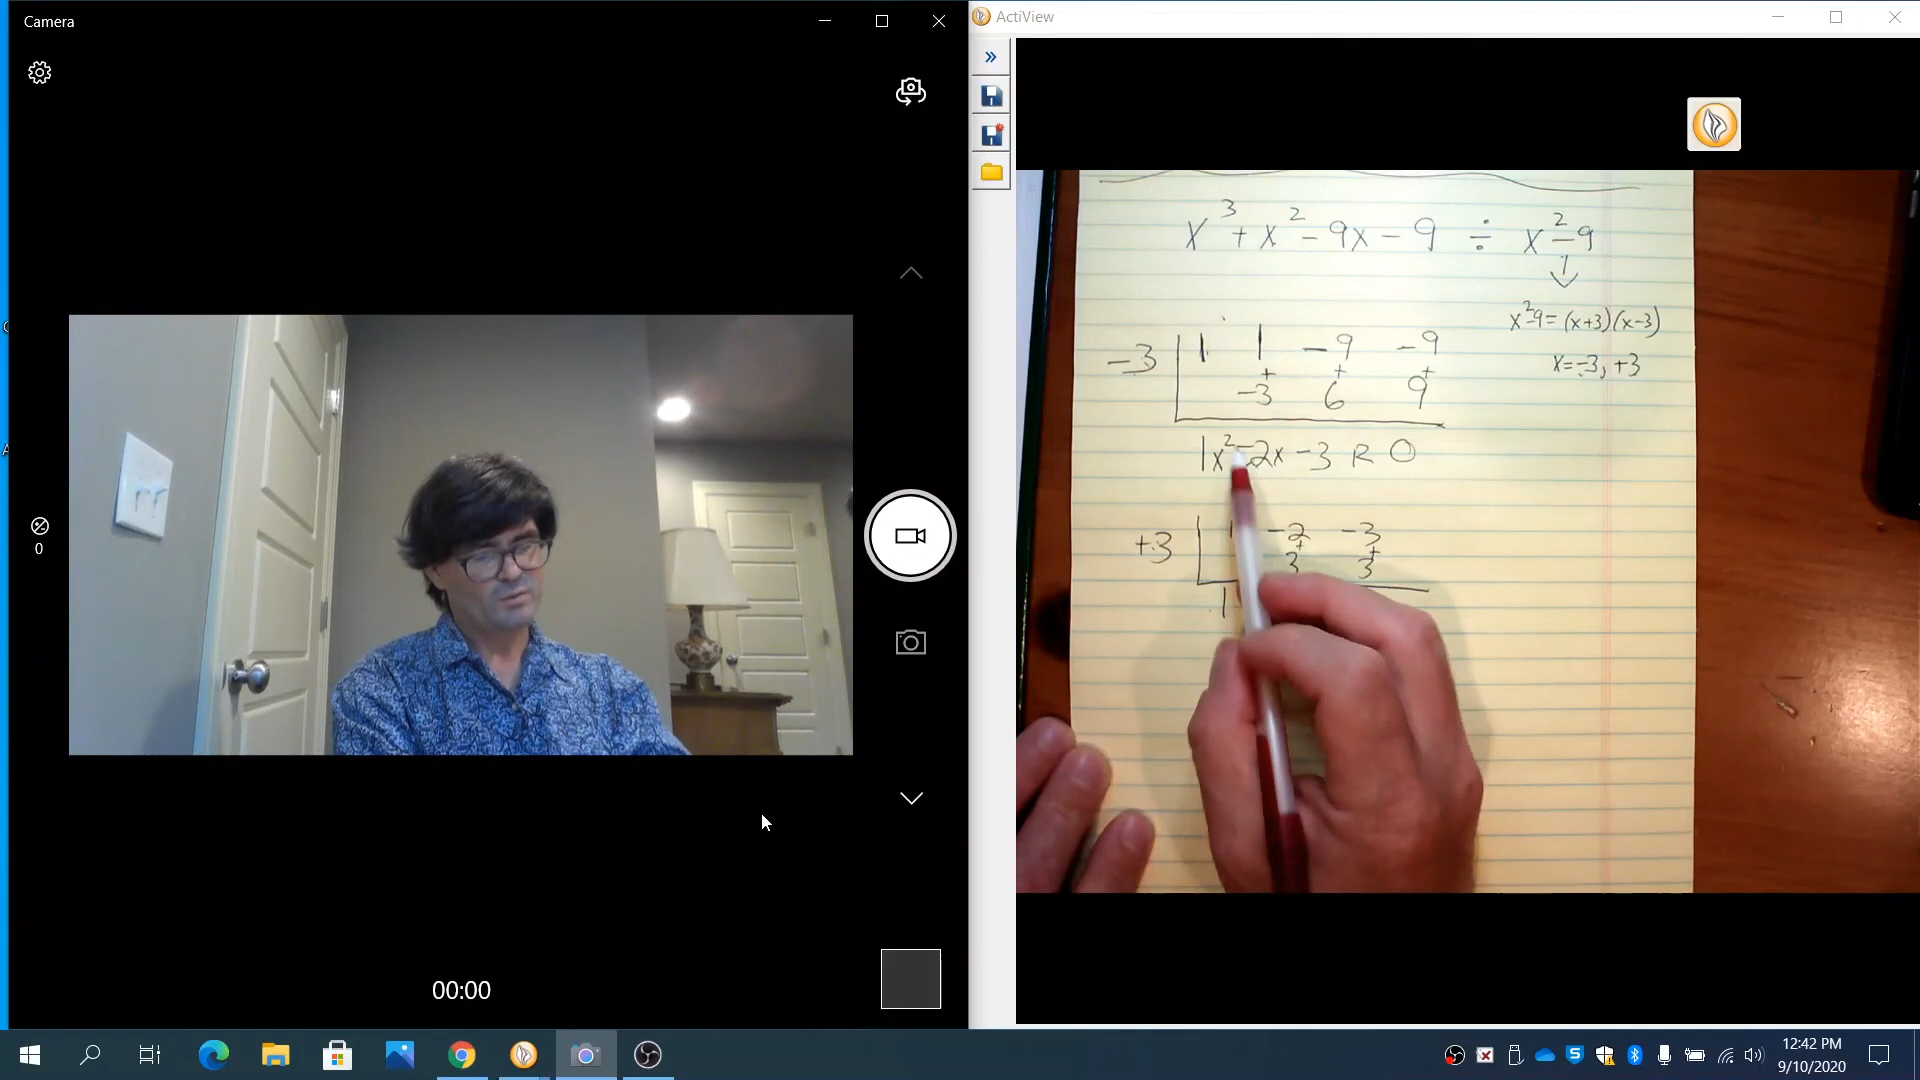 Camera
ActiView
0
00:00
x³ + x² - 9x - 9 ÷ x² - 9
x²-9 = (x+3)(x-3)
x = -3, +3
-3 | 1 1 -9 -9
+ + +
-3 6 9
1x² - 2x - 3 R 0
+3 | 1 -2 -3
+ +
3 3
1
12:42 PM
9/10/2020